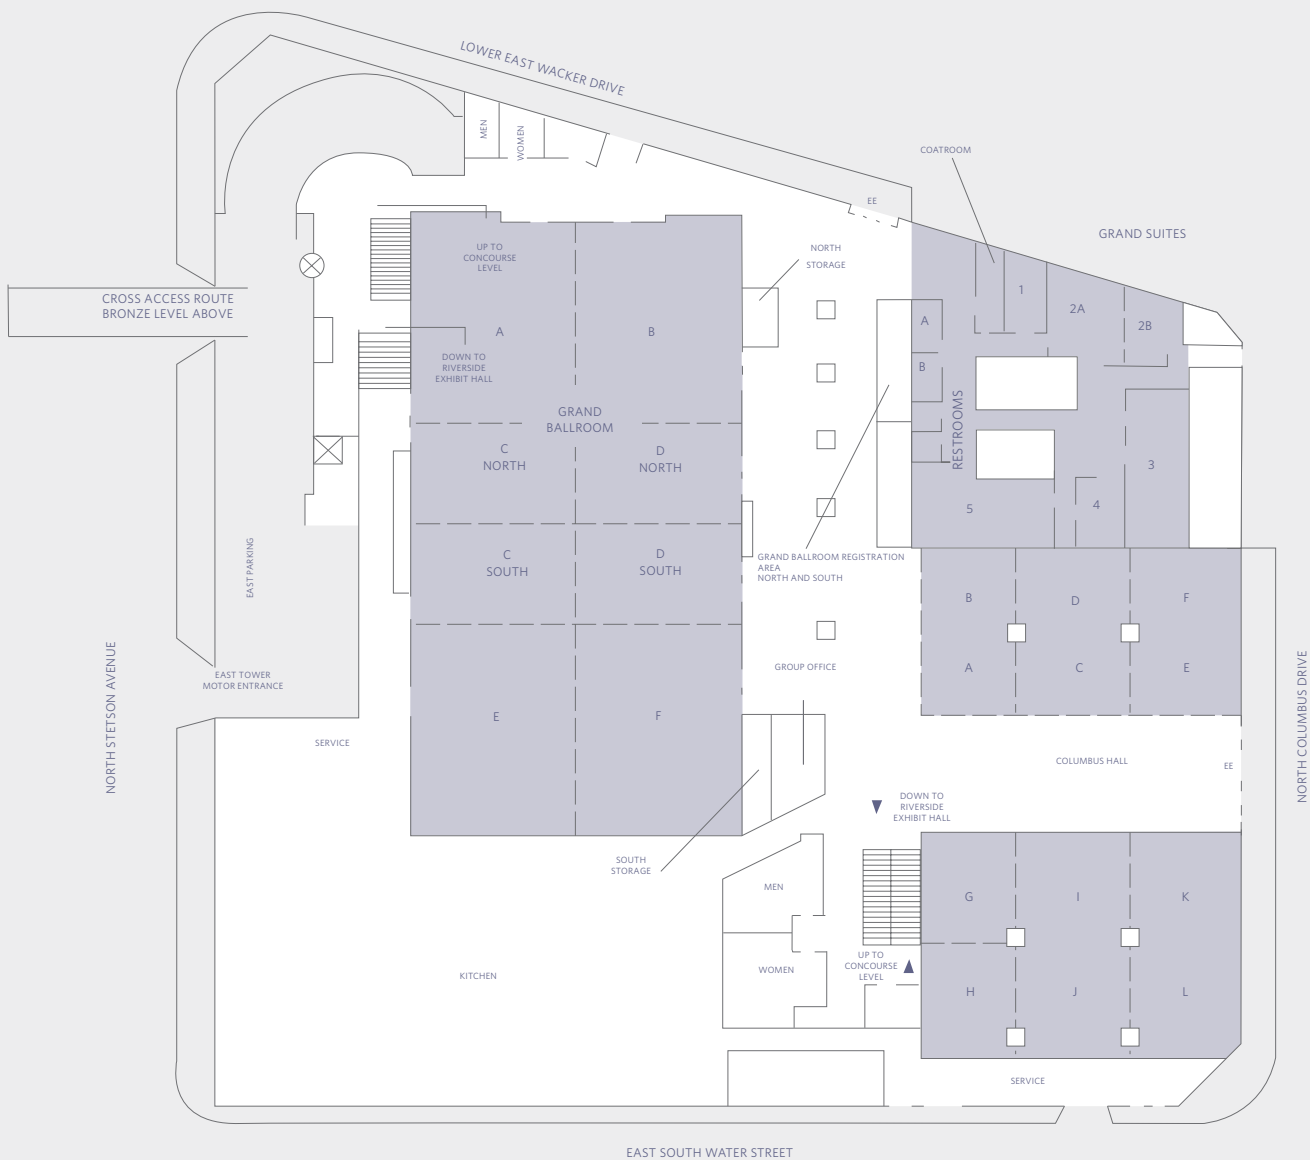 LOWER EAST WACKER DRIVE
MEN
WOMEN
COATROOM
EE
GRAND SUITES
UP TO
CONCOURSE
LEVEL
NORTH
STORAGE
CROSS ACCESS ROUTE
BRONZE LEVEL ABOVE
1
2A
2B
A
B
A
B
DOWN TO
RIVERSIDE
EXHIBIT HALL
GRAND
BALLROOM
RESTROOMS
C
NORTH
D
NORTH
3
4
5
C
SOUTH
D
SOUTH
GRAND BALLROOM REGISTRATION
AREA
NORTH AND SOUTH
EAST PARKING
B
D
F
A
C
E
GROUP OFFICE
EAST TOWER
MOTOR ENTRANCE
NORTH STETSON AVENUE
NORTH COLUMBUS DRIVE
E
F
SERVICE
COLUMBUS HALL
EE
DOWN TO
RIVERSIDE
EXHIBIT HALL
SOUTH
STORAGE
MEN
G
I
K
WOMEN
UP TO
CONCOURSE
LEVEL
KITCHEN
H
J
L
SERVICE
EAST SOUTH WATER STREET